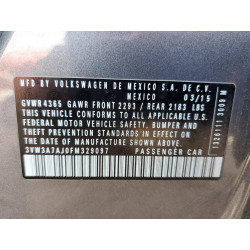 MFD BY VOLKSWAGEN DE MEXICO S.A. DE C.V.
MEXICO 03/15
GVWR 4365 GAWR FRONT 2293 / REAR 2183 LBS
THIS VEHICLE CONFORMS TO ALL APPLICABLE
U.S. FEDERAL MOTOR VEHICLE SAFETY, BUMPER AND
THEFT PREVENTION STANDARDS IN EFFECT ON THE
DATE OF MANUFACTURE SHOWN ABOVE.
3VW3A7AJ0FM329097 PASSENGER CAR